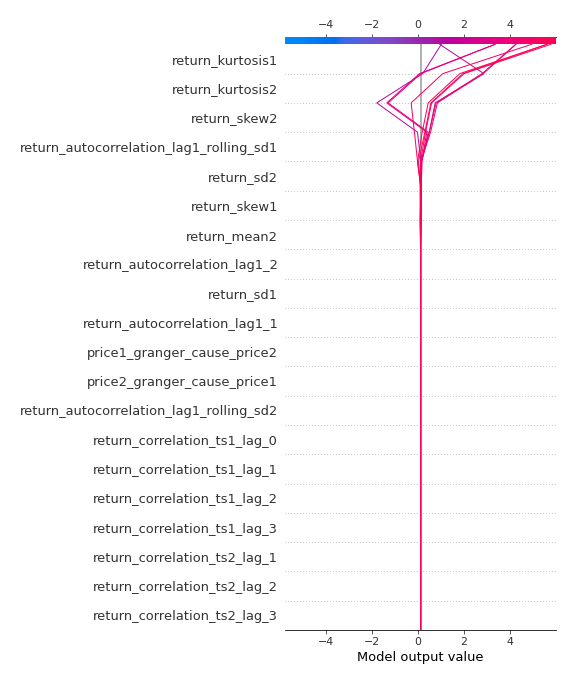 −4 −2 0 2 4
return_kurtosis1
return_kurtosis2
return_skew2
return_autocorrelation_lag1_rolling_sd1
return_sd2
return_skew1
return_mean2
return_autocorrelation_lag1_2
return_sd1
return_autocorrelation_lag1_1
price1_granger_cause_price2
price2_granger_cause_price1
return_autocorrelation_lag1_rolling_sd2
return_correlation_ts1_lag_0
return_correlation_ts1_lag_1
return_correlation_ts1_lag_2
return_correlation_ts1_lag_3
return_correlation_ts2_lag_1
return_correlation_ts2_lag_2
return_correlation_ts2_lag_3
−4 −2 0 2 4
Model output value